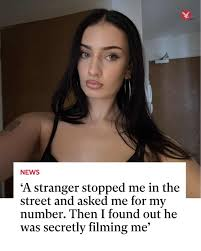 NEWS
‘A stranger stopped me in the
street and asked me for my
number. Then I found out he
was secretly filming me’